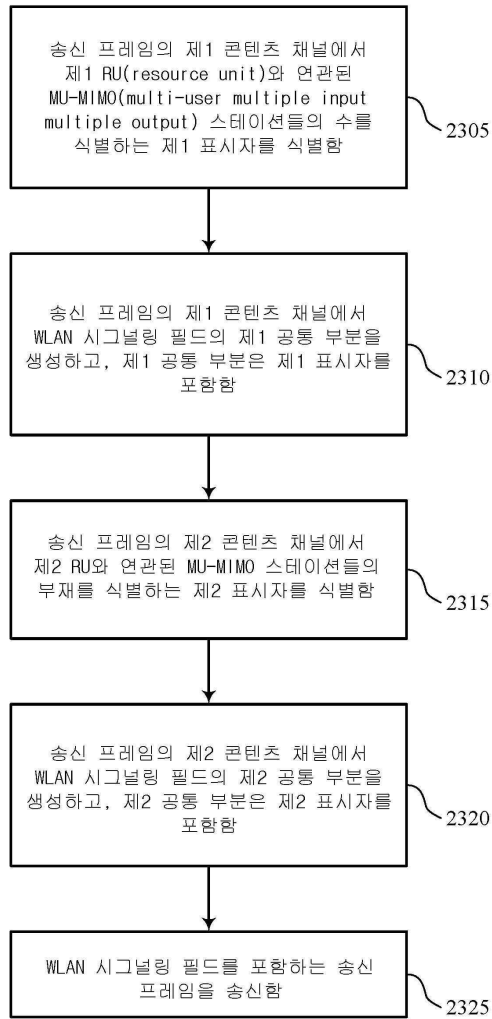 송신 프레임의 제1 콘텐츠 채널에서
제1 RU(resource unit)와 연관된
MU-MIMO(multi-user multiple input
multiple output) 스테이션들의 수를
식별하는 제1 표시자를 식별함
2305
송신 프레임의 제1 콘텐츠 채널에서
WLAN 시그널링 필드의 제1 공통 부분을
생성하고, 제1 공통 부분은 제1 표시자를
포함함
2310
송신 프레임의 제2 콘텐츠 채널에서
제2 RU와 연관된 MU-MIMO 스테이션들의
부재를 식별하는 제2 표시자를 식별함
2315
송신 프레임의 제2 콘텐츠 채널에서
WLAN 시그널링 필드의 제2 공통 부분을
생성하고, 제2 공통 부분은 제2 표시자를
포함함
2320
WLAN 시그널링 필드를 포함하는 송신
프레임을 송신함
2325